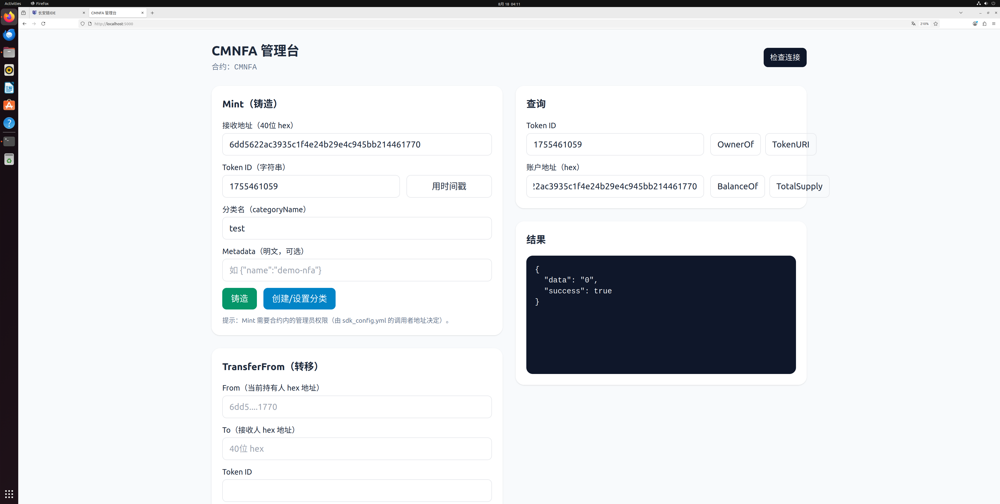 Activities
Firefox
8月 18 04:11
长安链IDE
CMNFA 管理台
http://localhost:5000
210%
CMNFA 管理台
合约：CMNFA
检查连接
Mint（铸造）
接收地址（40位 hex）
6dd5622ac3935c1f4e24b29e4c945bb214461770
Token ID（字符串）
1755461059
用时间戳
分类名（categoryName）
test
Metadata（明文，可选）
如 {"name":"demo-nfa"}
铸造
创建/设置分类
提示：Mint 需要合约内的管理员权限（由 sdk_config.yml 的调用者地址决定）。
TransferFrom（转移）
From（当前持有人 hex 地址）
6dd5....1770
To（接收人 hex 地址）
40位 hex
Token ID
查询
Token ID
1755461059
OwnerOf
TokenURI
账户地址（hex）
22ac3935c1f4e24b29e4c945bb214461770
BalanceOf
TotalSupply
结果
{
"data": "0",
"success": true
}